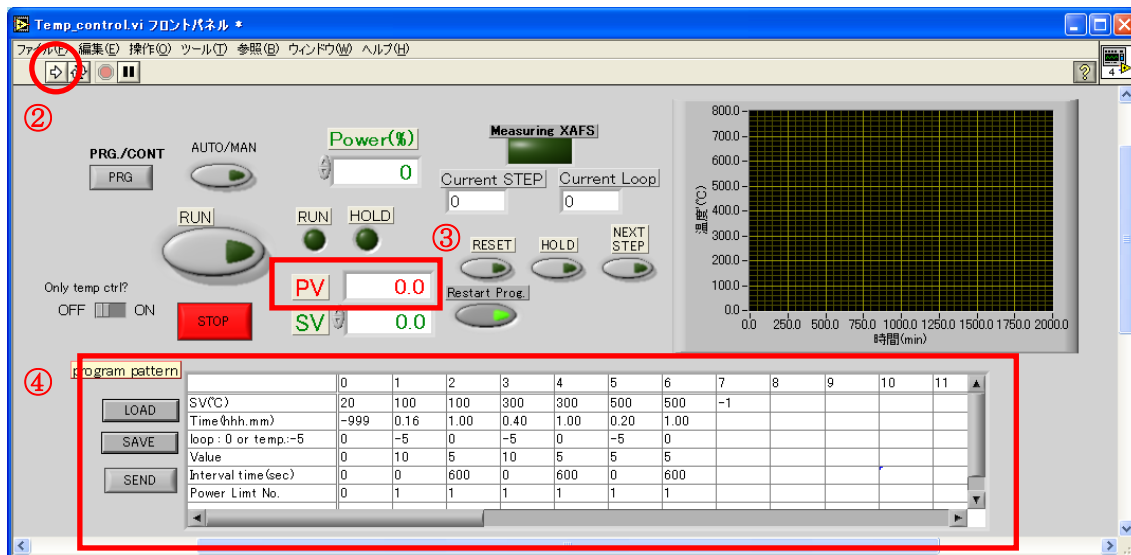 Temp_control.vi フロントパネル *
ファイル(F) 編集(E) 操作(O) ツール(T) 参照(B) ウィンドウ(W) ヘルプ(H)
?
4
②
PRG./CONT
PRG
AUTO/MAN
Power(%)
0
Measuring XAFS
Current STEP
0
Current Loop
0
RUN
RUN
HOLD
③
RESET
HOLD
NEXT STEP
PV
0.0
Restart Prog.
Only temp ctrl?
OFF
ON
STOP
SV
0.0
800.0
700.0
600.0
500.0
400.0
300.0
200.0
100.0
0.0
温度(℃)
0.0 250.0 500.0 750.0 1000.0 1250.0 1500.0 1750.0 2000.0
時間(min)
④
program pattern
LOAD
SAVE
SEND
0 1 2 3 4 5 6 7 8 9 10 11
SV(℃) 20 100 100 300 300 500 500 -1
Time(hhh.mm) -999 0.16 1.00 0.40 1.00 0.20 1.00
loop : 0 or temp.:-5 0 -5 0 -5 0 -5 0
Value 0 10 5 10 5 5 5
Interval time(sec) 0 0 600 0 600 0 600
Power Limt No. 0 1 1 1 1 1 1